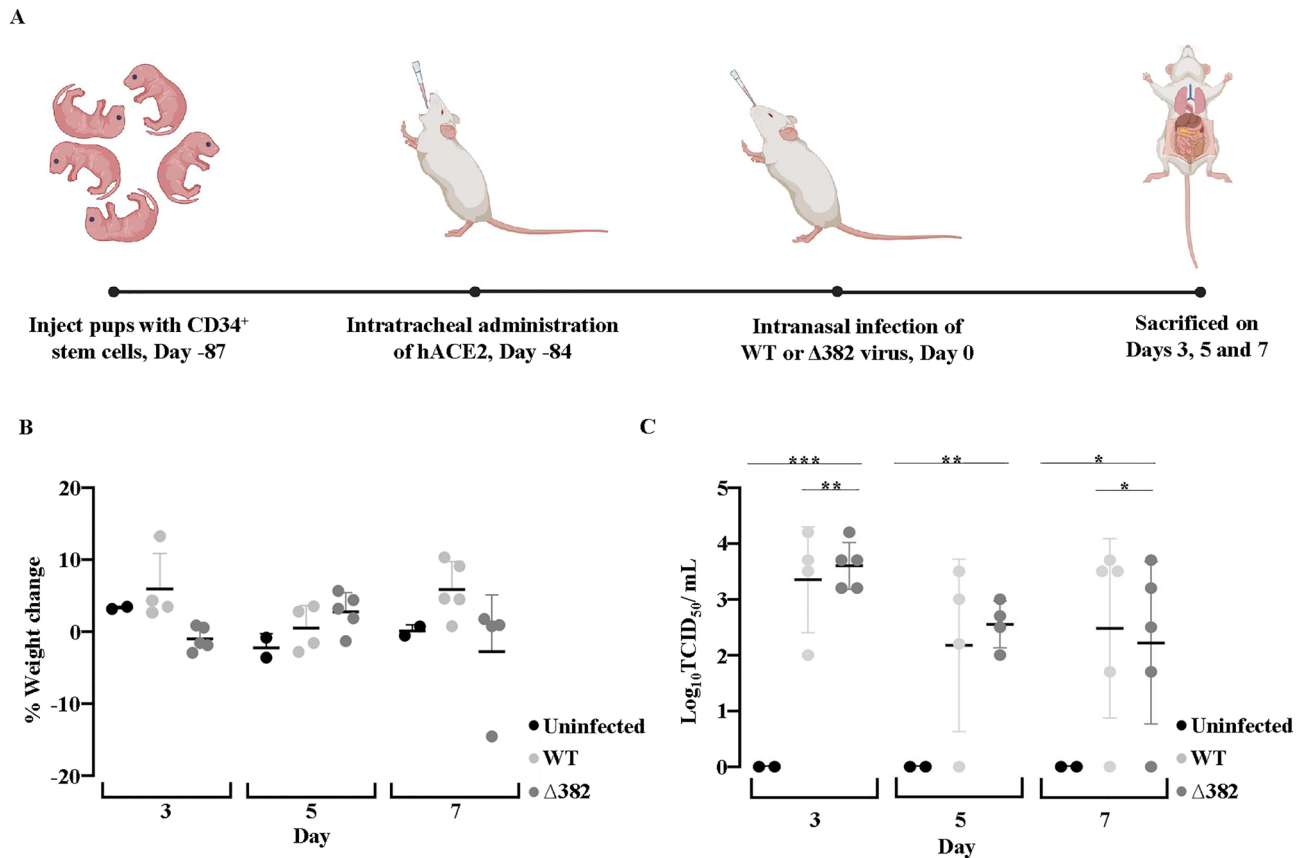 A
Inject pups with CD34⁺
stem cells, Day -87
Intratracheal administration
of hACE2, Day -84
Intranasal infection of
WT or Δ382 virus, Day 0
Sacrificed on
Days 3, 5 and 7
B
% Weight change
20
10
0
-10
-20
3
5
7
Day
Uninfected
WT
Δ382
C
Log₁₀TCID₅₀/ mL
***
**
**
*
*
5
4
3
2
1
0
3
5
7
Day
Uninfected
WT
Δ382